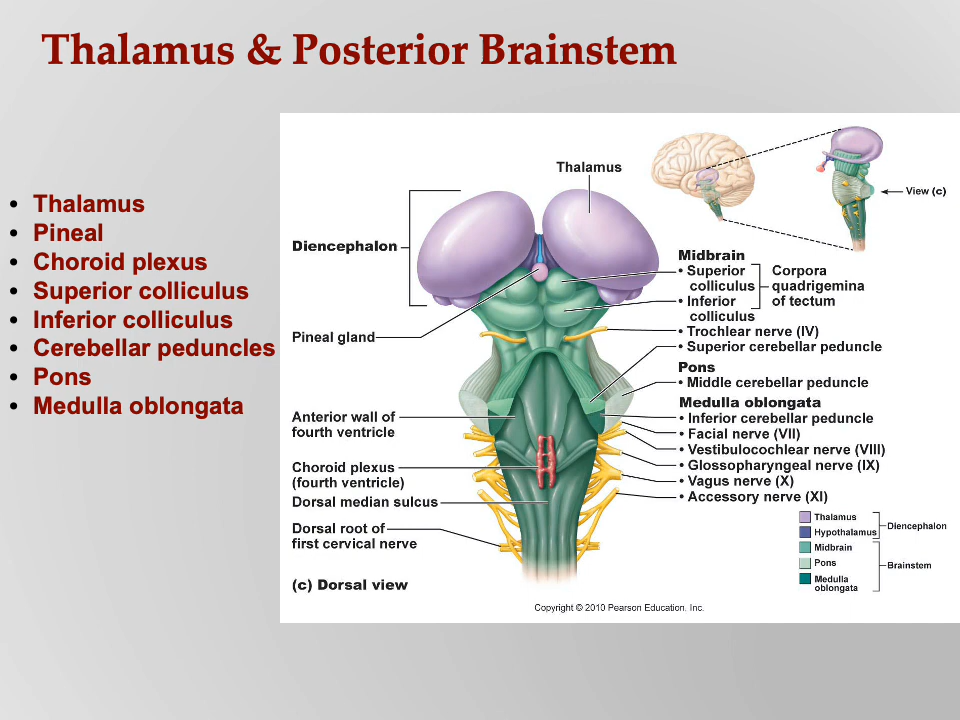 Thalamus & Posterior Brainstem
• Thalamus
• Pineal
• Choroid plexus
• Superior colliculus
• Inferior colliculus
• Cerebellar peduncles
• Pons
• Medulla oblongata
Thalamus
View (c)
Diencephalon
Pineal gland
Anterior wall of
fourth ventricle
Choroid plexus
(fourth ventricle)
Dorsal median sulcus
Dorsal root of
first cervical nerve
(c) Dorsal view
Midbrain
• Superior
colliculus
• Inferior
colliculus
Corpora
quadrigemina
of tectum
• Trochlear nerve (IV)
• Superior cerebellar peduncle
Pons
• Middle cerebellar peduncle
Medulla oblongata
• Inferior cerebellar peduncle
• Facial nerve (VII)
• Vestibulocochlear nerve (VIII)
• Glossopharyngeal nerve (IX)
• Vagus nerve (X)
• Accessory nerve (XI)
Thalamus
Hypothalamus
Diencephalon
Midbrain
Pons
Medulla
oblongata
Brainstem
Copyright © 2010 Pearson Education, Inc.